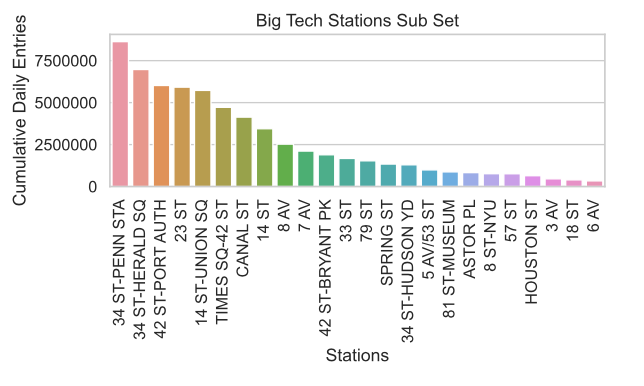 Big Tech Stations Sub Set
Cumulative Daily Entries
7500000
5000000
2500000
0
34 ST-PENN STA
34 ST-HERALD SQ
42 ST-PORT AUTH
23 ST
14 ST-UNION SQ
TIMES SQ-42 ST
CANAL ST
14 ST
8 AV
7 AV
42 ST-BRYANT PK
33 ST
79 ST
SPRING ST
34 ST-HUDSON YD
5 AV/53 ST
81 ST-MUSEUM
ASTOR PL
8 ST-NYU
57 ST
HOUSTON ST
3 AV
18 ST
6 AV
Stations